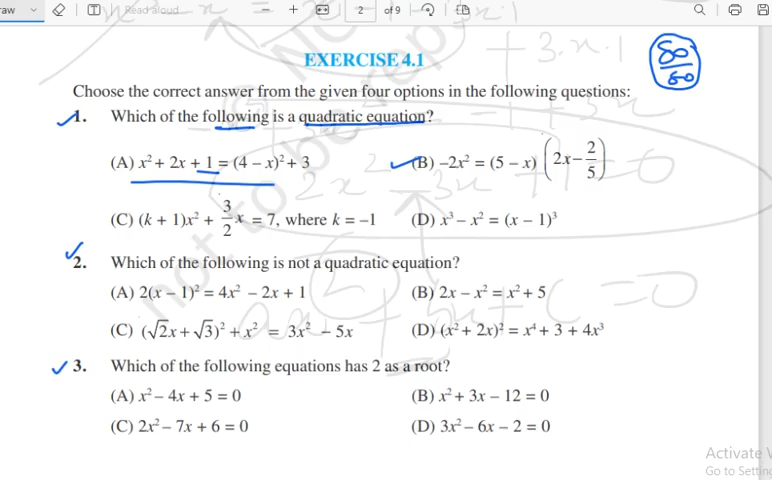 raw Read aloud − + 2 of 9
EXERCISE 4.1
80/80
Choose the correct answer from the given four options in the following questions:
1. Which of the following is a quadratic equation?
(A) x² + 2x + 1 = (4 – x)² + 3 (B) –2x² = (5 – x) (2x – 2/5)
(C) (k + 1)x² + 3/2 x = 7, where k = –1 (D) x³ – x² = (x – 1)³
2. Which of the following is not a quadratic equation?
(A) 2(x – 1)² = 4x² – 2x + 1 (B) 2x – x² = x² + 5
(C) (√2x + √3)² + x² = 3x² – 5x (D) (x² + 2x)² = x⁴ + 3 + 4x³
3. Which of the following equations has 2 as a root?
(A) x² – 4x + 5 = 0 (B) x² + 3x – 12 = 0
(C) 2x² – 7x + 6 = 0 (D) 3x² – 6x – 2 = 0
Activate
Go to Settin